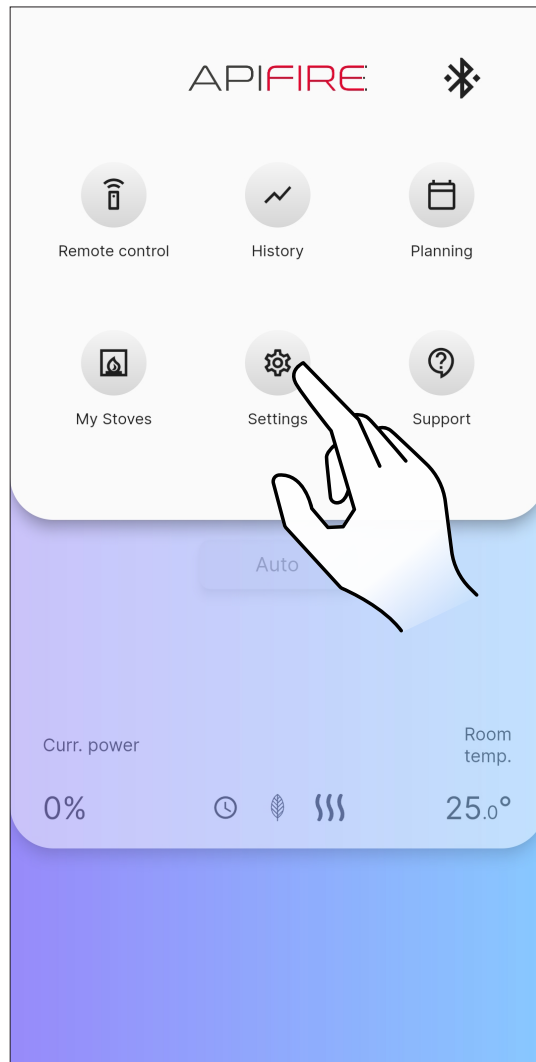 APIFIRE
Remote control
History
Planning
My Stoves
Settings
Support
Auto
Curr. power
Room
temp.
0%
25.0°